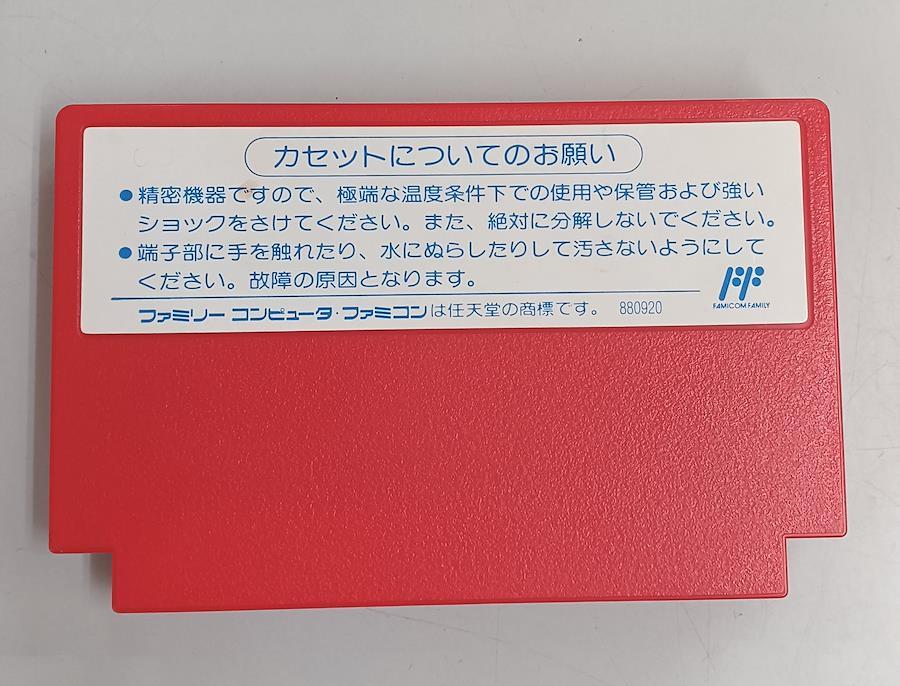 カセットについてのお願い
●精密機器ですので、極端な温度条件下での使用や保管および強い
ショックをさけてください。また、絶対に分解しないでください。
●端子部に手を触れたり、水にぬらしたりして汚さないようにして
ください。故障の原因となります。
ファミリーコンピュータ・ファミコンは任天堂の商標です。 880920
FAMICOM FAMILY